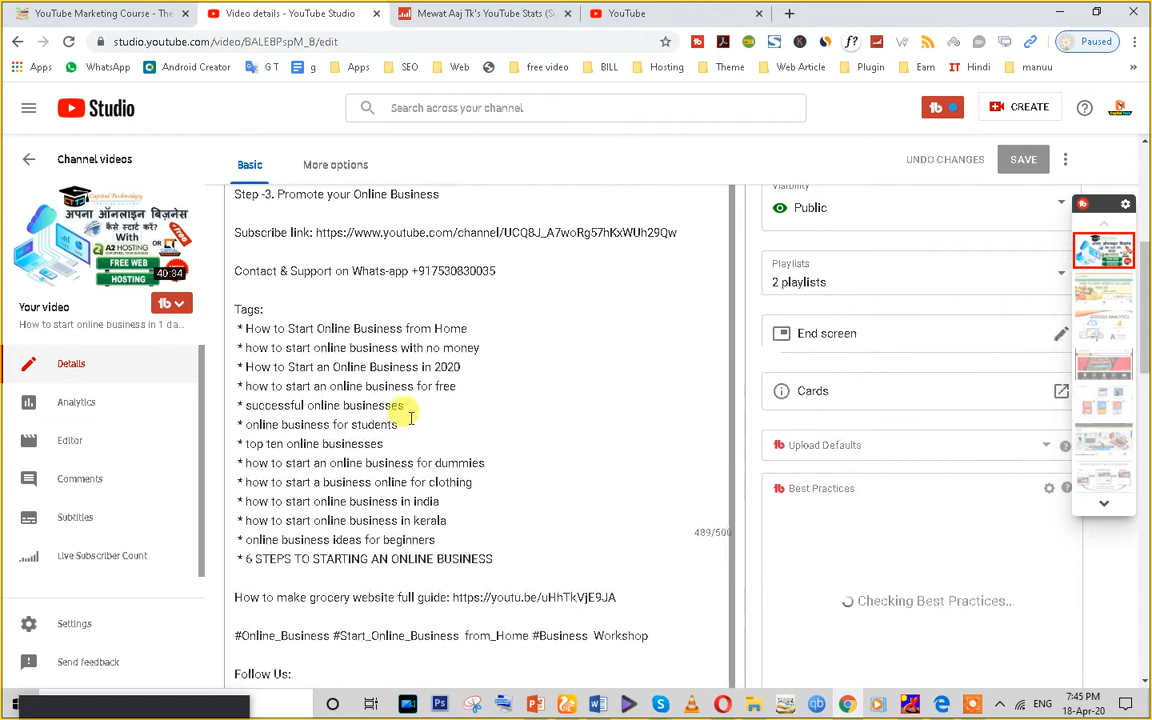 YouTube Marketing Course - The
Video details - YouTube Studio
Mewat Aaj Tk's YouTube Stats (Su
YouTube
studio.youtube.com/video/BALE8PspM_8/edit
Paused
Apps
WhatsApp
Android Creator
G T
g
Apps
SEO
Web
free video
BILL
Hosting
Theme
Web Article
Plugin
Earn
IT Hindi
manuu
Studio
Search across your channel
CREATE
Channel videos
Basic
More options
UNDO CHANGES
SAVE
Capital Technology
अपना ऑनलाइन बिज़नेस
कैसे स्टार्ट करें?
With
A2 HOSTING
OR
FREE WEB
HOSTING
40:34
Your video
How to start online business in 1 da...
Details
Analytics
Editor
Comments
Subtitles
Live Subscriber Count
Settings
Send feedback
Step -3. Promote your Online Business
Subscribe link: https://www.youtube.com/channel/UCQ8J_A7woRg57hKxWUh29Qw
Contact & Support on Whats-app +917530830035
Tags:
* How to Start Online Business from Home
* how to start online business with no money
* How to Start an Online Business in 2020
* how to start an online business for free
* successful online businesses
* online business for students
* top ten online businesses
* how to start an online business for dummies
* how to start a business online for clothing
* how to start online business in india
* how to start online business in kerala
* online business ideas for beginners
* 6 STEPS TO STARTING AN ONLINE BUSINESS
489/500
How to make grocery website full guide: https://youtu.be/uHhTkVjE9JA
#Online_Business #Start_Online_Business from_Home #Business Workshop
Follow Us:
Visibility
Public
Playlists
2 playlists
End screen
Cards
Upload Defaults
Best Practices
Checking Best Practices...
GOOGLE ANALYTICS
ENG
7:45 PM
18-Apr-20